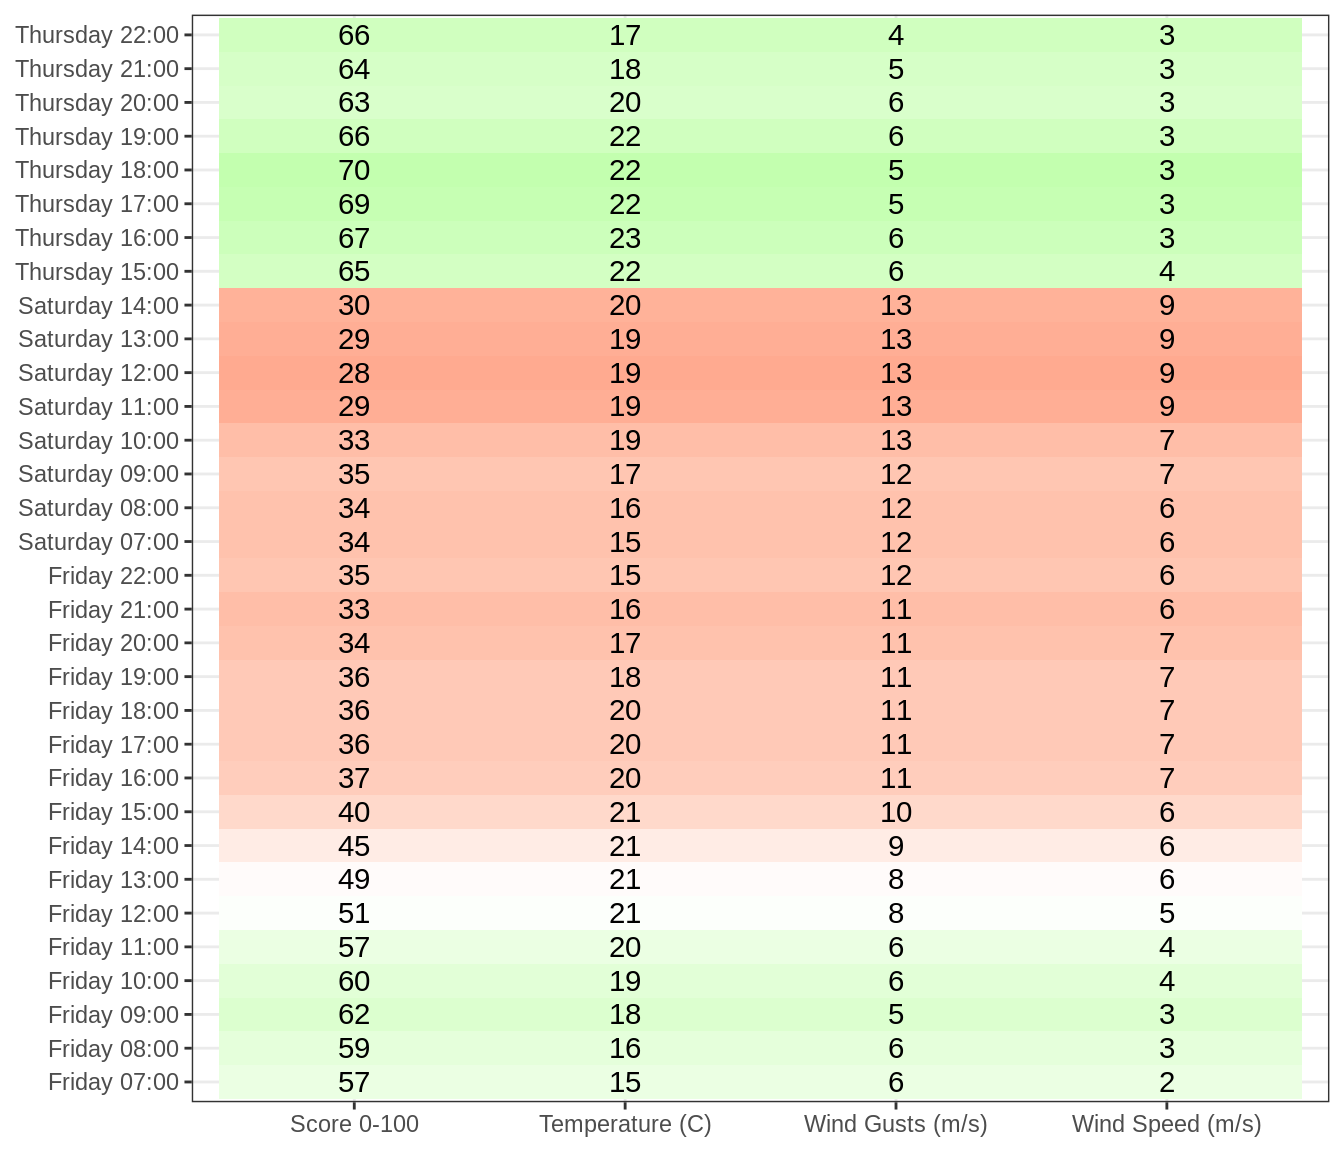 Thursday 22:00 66 17 4 3
Thursday 21:00 64 18 5 3
Thursday 20:00 63 20 6 3
Thursday 19:00 66 22 6 3
Thursday 18:00 70 22 5 3
Thursday 17:00 69 22 5 3
Thursday 16:00 67 23 6 3
Thursday 15:00 65 22 6 4
Saturday 14:00 30 20 13 9
Saturday 13:00 29 19 13 9
Saturday 12:00 28 19 13 9
Saturday 11:00 29 19 13 9
Saturday 10:00 33 19 13 7
Saturday 09:00 35 17 12 7
Saturday 08:00 34 16 12 6
Saturday 07:00 34 15 12 6
Friday 22:00 35 15 12 6
Friday 21:00 33 16 11 6
Friday 20:00 34 17 11 7
Friday 19:00 36 18 11 7
Friday 18:00 36 20 11 7
Friday 17:00 36 20 11 7
Friday 16:00 37 20 11 7
Friday 15:00 40 21 10 6
Friday 14:00 45 21 9 6
Friday 13:00 49 21 8 6
Friday 12:00 51 21 8 5
Friday 11:00 57 20 6 4
Friday 10:00 60 19 6 4
Friday 09:00 62 18 5 3
Friday 08:00 59 16 6 3
Friday 07:00 57 15 6 2
Score 0-100 Temperature (C) Wind Gusts (m/s) Wind Speed (m/s)